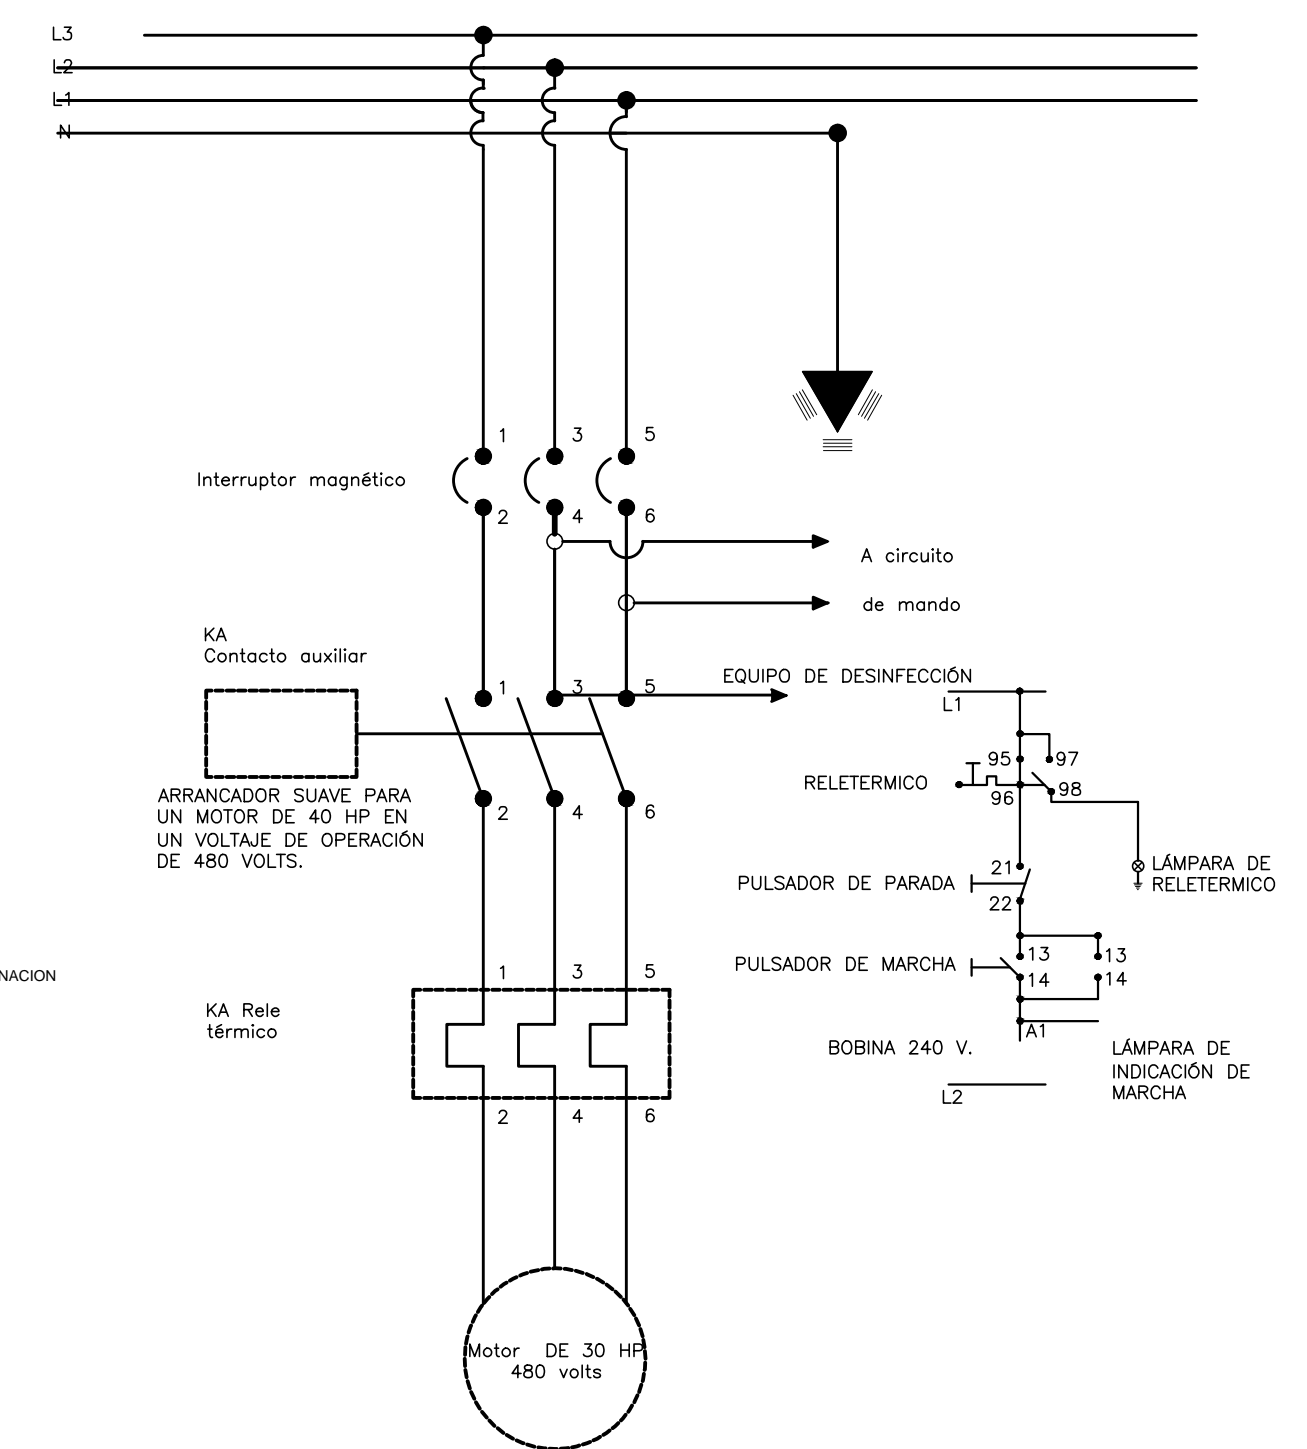 L3
L2
L1
N
1 3 5
Interruptor magnético
2 4 6
A circuito
de mando
KA
Contacto auxiliar
1 3 5
EQUIPO DE DESINFECCIÓN
L1
ARRANCADOR SUAVE PARA
UN MOTOR DE 40 HP EN
UN VOLTAJE DE OPERACIÓN
DE 480 VOLTS.
2 4 6
95 97
RELETERMICO
96 98
LÁMPARA DE
RELETERMICO
21
PULSADOR DE PARADA
22
13 13
PULSADOR DE MARCHA
14 14
A1
BOBINA 240 V.
LÁMPARA DE
INDICACIÓN DE
MARCHA
L2
NACION
1 3 5
KA Rele
térmico
2 4 6
Motor DE 30 HP
480 volts